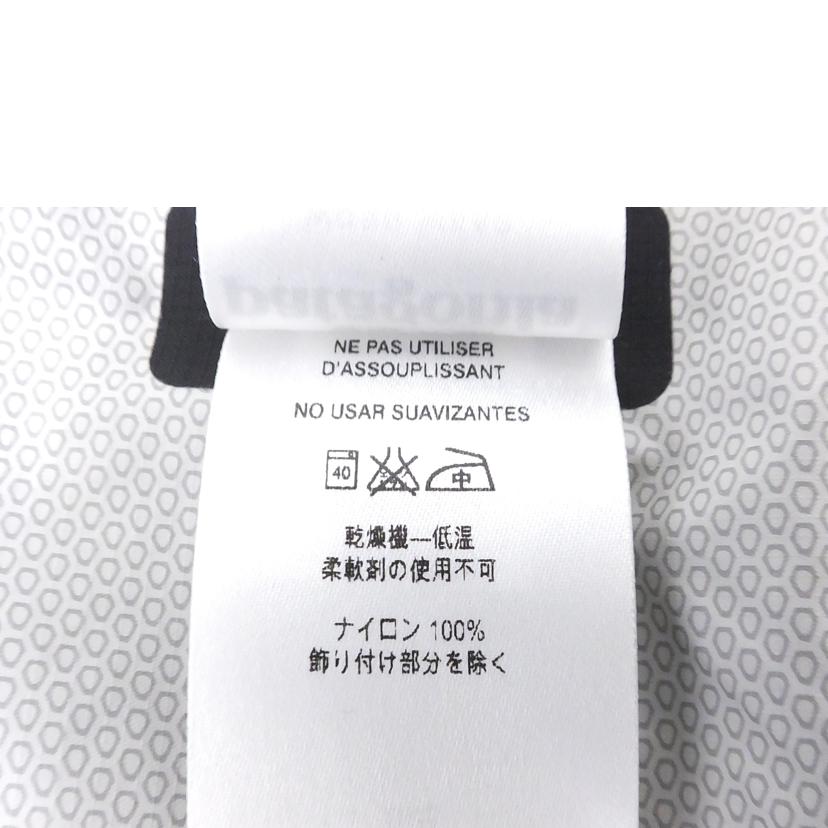 patagonia
NE PAS UTILISER
D'ASSOUPLISSANT
NO USAR SUAVIZANTES
40 中
乾燥機―低温
柔軟剤の使用不可
ナイロン 100%
飾り付け部分を除く